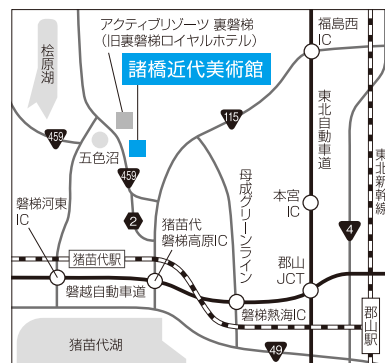 アクティブリゾーツ 裏磐梯
(旧裏磐梯ロイヤルホテル)
福島西
IC
桧原湖
諸橋近代美術館
115
東北自動車道
459
五色沼
459
母成グリーンライン
東北新幹線
磐梯河東
IC
2
猪苗代
磐梯高原IC
本宮
IC
4
猪苗代駅
郡山
JCT
磐越自動車道
磐梯熱海IC
郡山駅
猪苗代湖
49